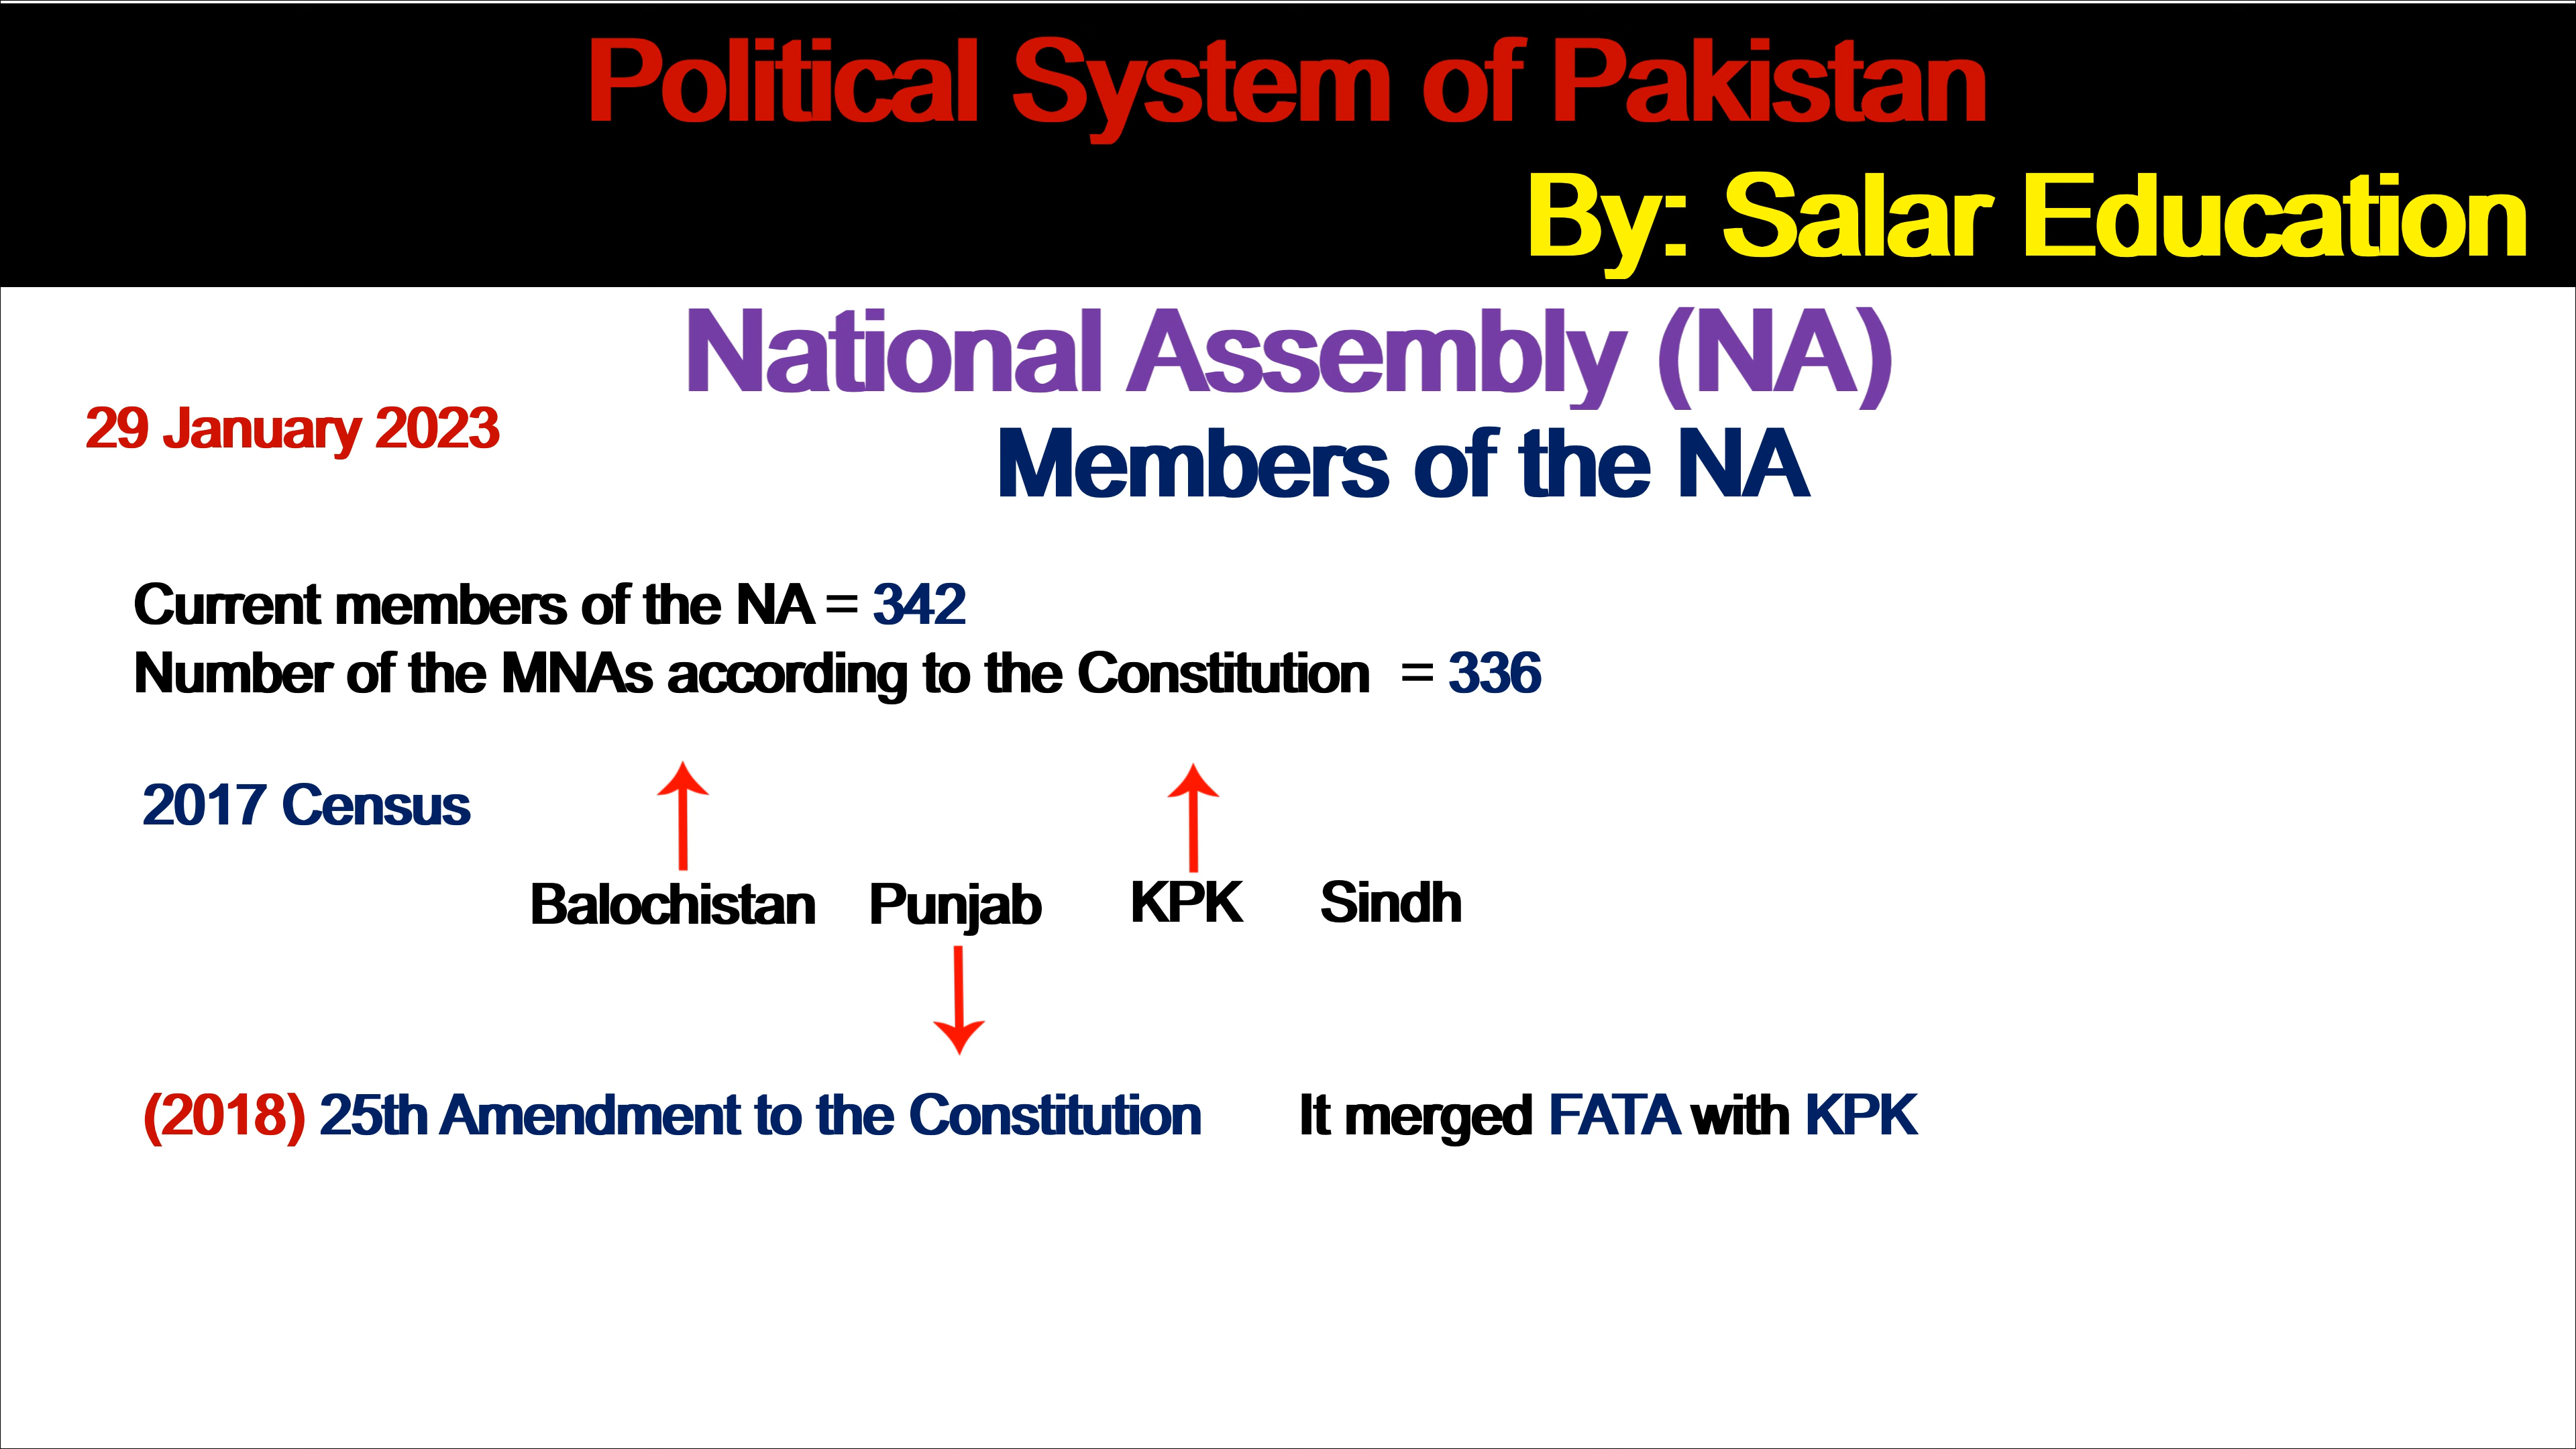 Political System of Pakistan
By: Salar Education
National Assembly (NA)
29 January 2023
Members of the NA
Current members of the NA = 342
Number of the MNAs according to the Constitution = 336
2017 Census
Balochistan Punjab KPK Sindh
(2018) 25th Amendment to the Constitution It merged FATA with KPK